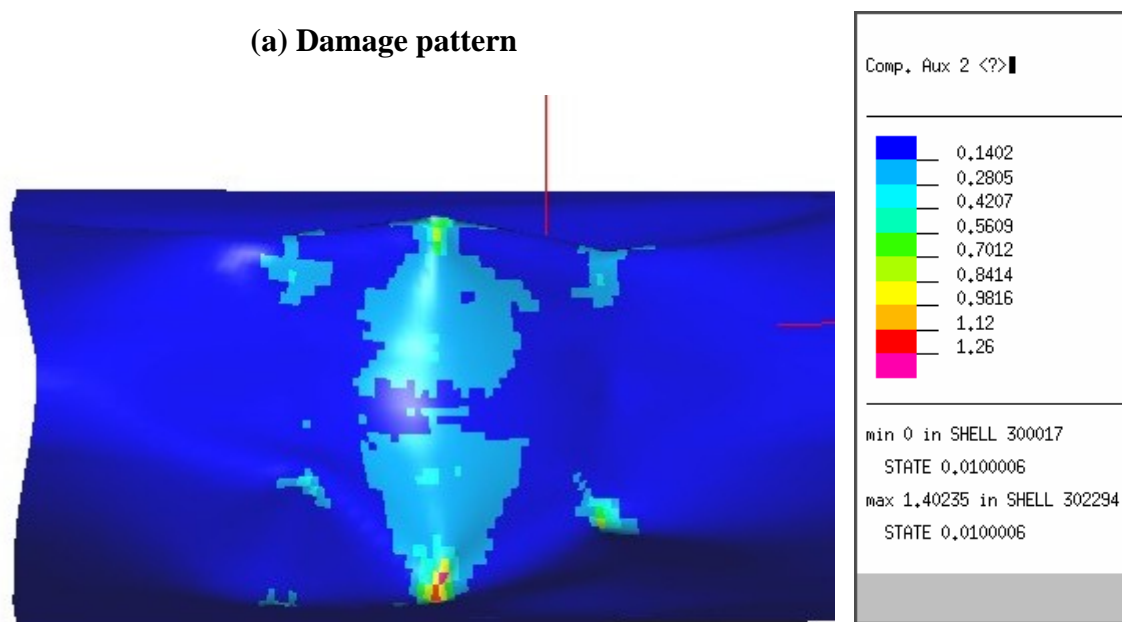 (a) Damage pattern
Comp. Aux 2 <?>
0.1402
0.2805
0.4207
0.5609
0.7012
0.8414
0.9816
1.12
1.26
min 0 in SHELL 300017
STATE 0.0100006
max 1.40235 in SHELL 302294
STATE 0.0100006